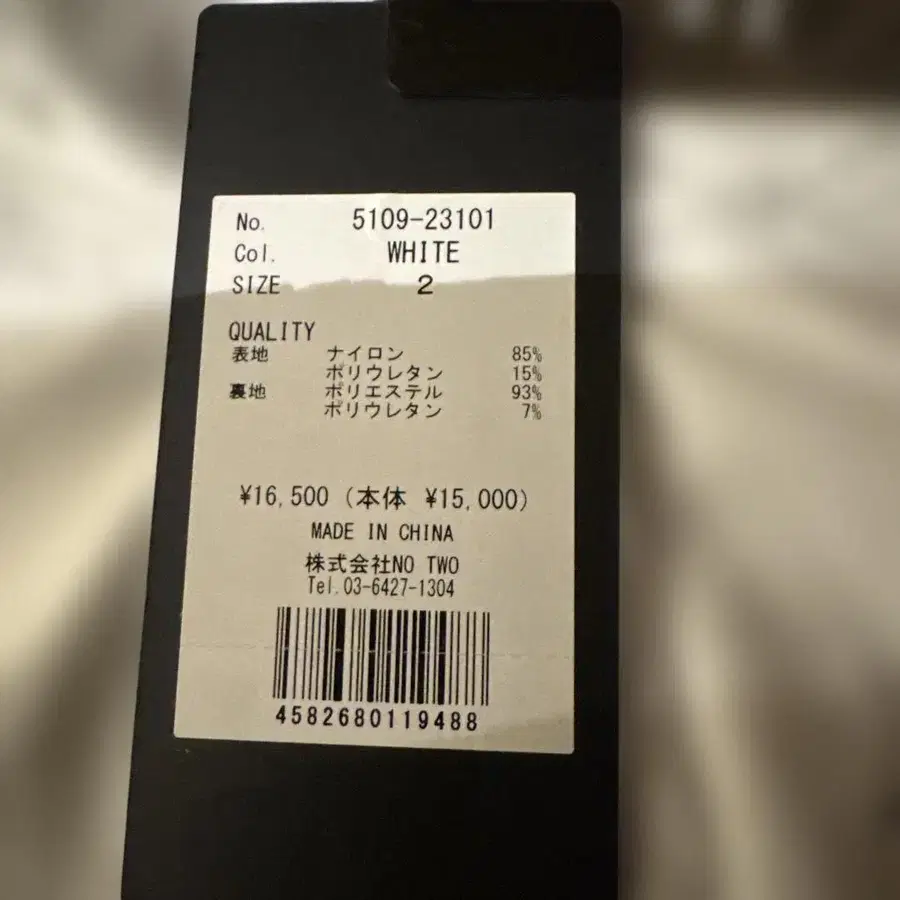 No. 5109-23101
Col. WHITE
SIZE 2
QUALITY
表地 ナイロン 85%
ポリウレタン 15%
裏地 ポリエステル 93%
ポリウレタン 7%
¥16,500 (本体 ¥15,000)
MADE IN CHINA
株式会社NO TWO
Tel.03-6427-1304
4582680119488